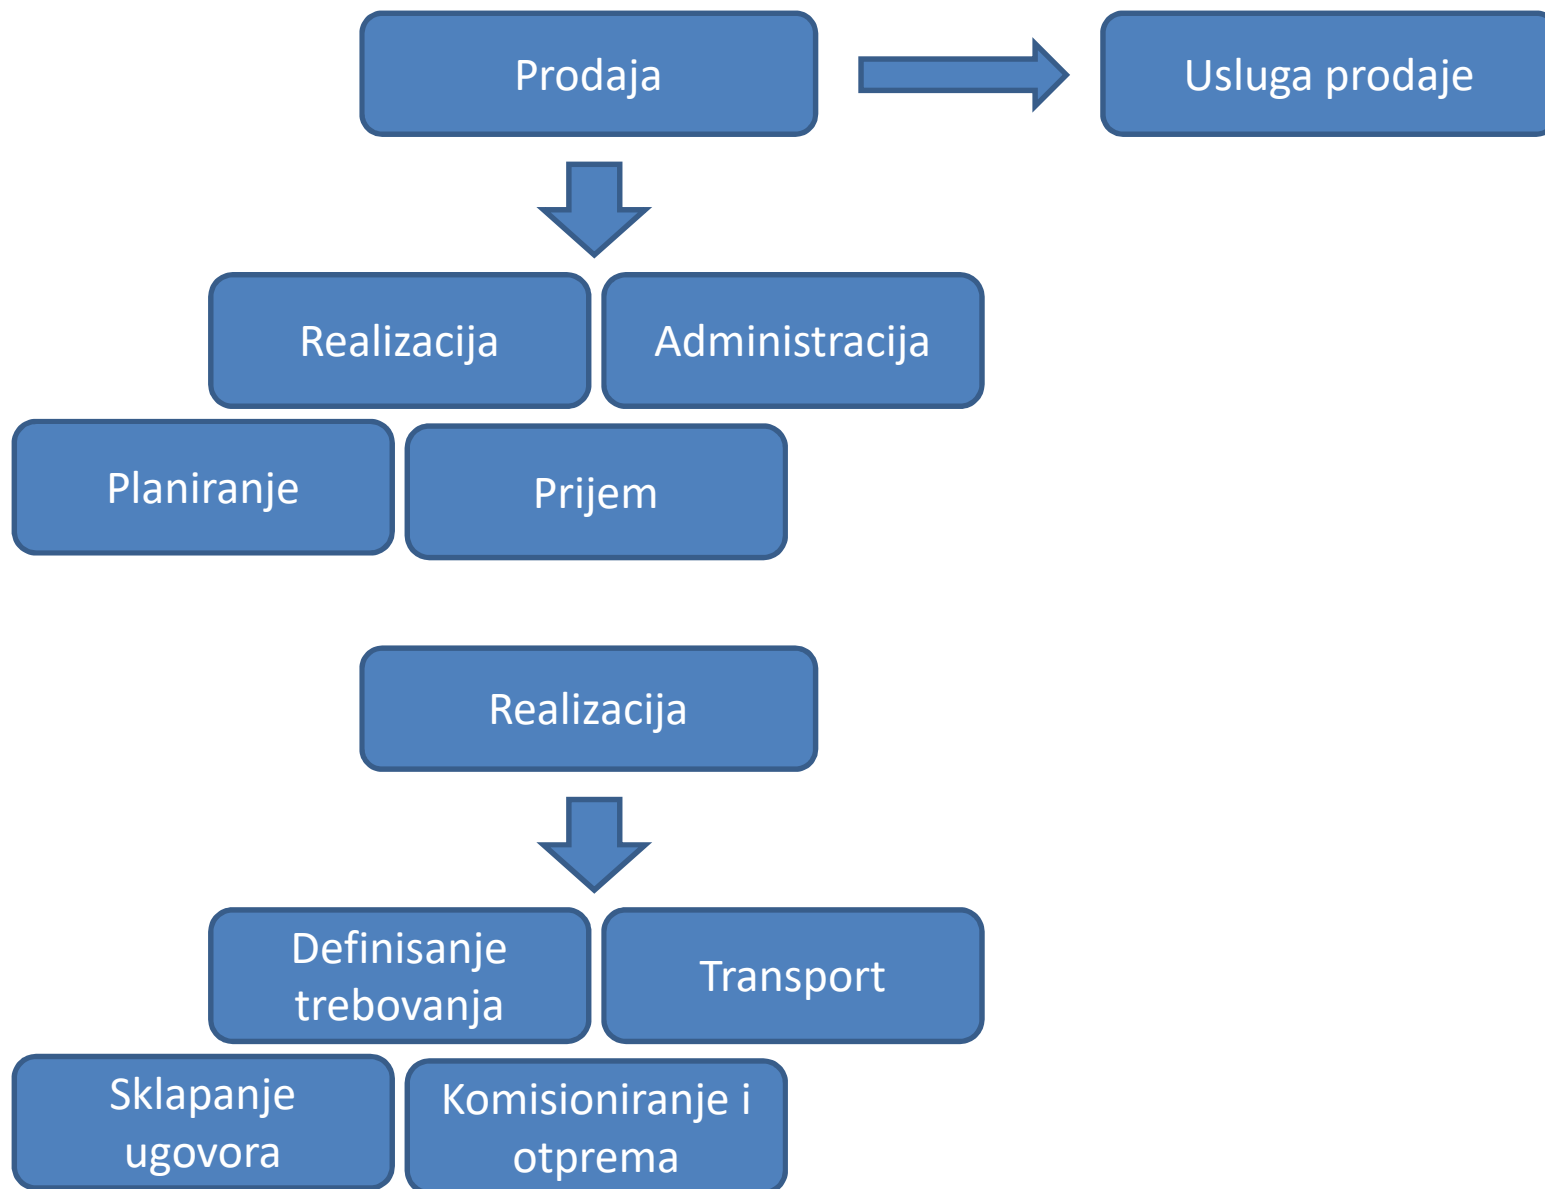 Prodaja
Usluga prodaje
Realizacija
Administracija
Planiranje
Prijem
Realizacija
Definisanje
trebovanja
Transport
Sklapanje
ugovora
Komisioniranje i
otprema